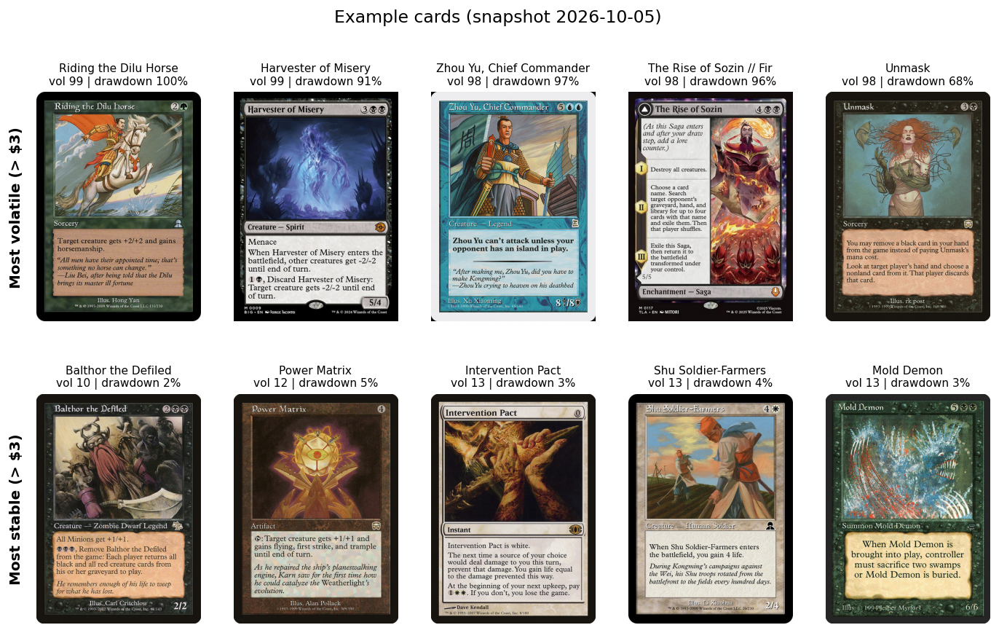 Example cards (snapshot 2026-10-05)
Most volatile (> $3)
Riding the Dilu Horse
vol 99 | drawdown 100%
Riding the Dilu Horse 2
Sorcery
Target creature gets +2/+2 and gains
horsemanship.
“All men have their appointed time; that’s
something no horse can change.”
—Liu Bei, after being told that the Dilu
brings its master ill fortune
Illus. Hong Yan
Harvester of Misery
vol 99 | drawdown 91%
Harvester of Misery 3
Creature — Spirit
Menace
When Harvester of Misery enters the
battlefield, other creatures get -2/-2
until end of turn.
1, Discard Harvester of Misery:
Target creature gets -2/-2 until end
of turn.
5/4
M 0009
BIG • EN JORGE JACINTO
™ & © 2024 Wizards of the Coast
Zhou Yu, Chief Commander
vol 98 | drawdown 97%
Zhou Yu, Chief Commander 5
Creature — Legend
Zhou Yu can’t attack unless your
opponent has an island in play.
“After making me, Zhou Yu, did you have to
make Kongming?”
—Zhou Yu crying to heaven on his deathbed
Illus. Xu Xiaoming
8/8
The Rise of Sozin // Fir
vol 98 | drawdown 96%
The Rise of Sozin 4
(As this Saga enters
and after your draw
step, add a lore
counter.)
I
Destroy all creatures.
II
Choose a card
name. Search
target opponent’s
graveyard, hand, and
library for up to four
cards with that name
and exile them. Then
that player shuffles.
III
Exile this Saga,
then return it to
the battlefield
transformed under
your control.
5/5
Enchantment — Saga
M 0117
TLA • EN MITORI
©2025 Viacom.
™ & © 2025 Wizards of the Coast
Unmask
vol 98 | drawdown 68%
Unmask 3
Sorcery
You may remove a black card in your hand
from the game instead of paying Unmask’s
mana cost.
Look at target player’s hand and choose a
nonland card from it. That player discards
that card.
Illus. rk post
Most stable (> $3)
Balthor the Defiled
vol 10 | drawdown 2%
Balthor the Defiled 2
Creature — Zombie Dwarf Legend
All Minions get +1/+1.
, Remove Balthor the Defiled
from the game: Each player returns all
black and all red creature cards from
his or her graveyard to play.
He remembers enough of his life to weep
for what he has lost.
Illus. Carl Critchlow
2/2
Power Matrix
vol 12 | drawdown 5%
Power Matrix 4
Artifact
: Target creature gets +1/+1 and
gains flying, first strike, and trample
until end of turn.
As he repaired the ship’s planeswalking
engine, Karn saw for the first time how
he could catalyze the Weatherlight’s
evolution.
Illus. Alan Pollack
Intervention Pact
vol 13 | drawdown 3%
Intervention Pact 0
Instant
Intervention Pact is white.
The next time a source of your choice
would deal damage to you this turn,
prevent that damage. You gain life equal
to the damage prevented this way.
At the beginning of your next upkeep, pay
1. If you don’t, you lose the game.
Dave Kendall
Shu Soldier-Farmers
vol 13 | drawdown 4%
Shu Soldier-Farmers 4
Creature — Human Soldier
When Shu Soldier-Farmers enters
the battlefield, you gain 4 life.
During Kongming’s campaigns against
the Wei, his Shu troops rotated from the
battlefront to the fields every hundred days.
Illus. Li Xiaohua
2/4
Mold Demon
vol 13 | drawdown 3%
Mold Demon 5
Summon Mold Demon
When Mold Demon is
brought into play, controller
must sacrifice two swamps
or Mold Demon is buried.
Illus. © 1994 Jesper Myrfors
6/6